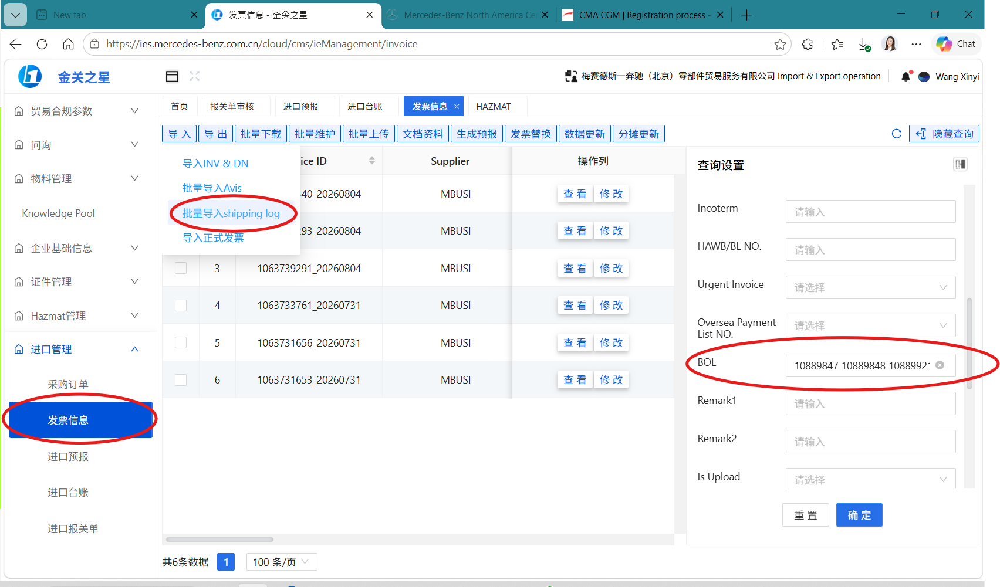 New tab
发票信息 - 金关之星
Mercedes-Benz North America Ce
CMA CGM | Registration process -
https://ies.mercedes-benz.com.cn/cloud/cms/ieManagement/invoice
Chat
金关之星
梅赛德斯一奔驰（北京）零部件贸易服务有限公司 Import & Export operation
Wang Xinyi
贸易合规参数
问询
物料管理
Knowledge Pool
企业基础信息
证件管理
Hazmat管理
进口管理
采购订单
发票信息
进口预报
进口台账
进口报关单
首页
报关单审核
进口预报
进口台账
发票信息
HAZMAT
导 入
导 出
批量下载
批量维护
批量上传
文档资料
生成预报
发票替换
数据更新
分摊更新
隐藏查询
导入INV & DN
批量导入Avis
批量导入shipping log
导入正式发票
ice ID
Supplier
操作列
40_20260804 MBUSI 查 看 修 改
293_20260804 MBUSI 查 看 修 改
3 1063739291_20260804 MBUSI 查 看 修 改
4 1063733761_20260731 MBUSI 查 看 修 改
5 1063731656_20260731 MBUSI 查 看 修 改
6 1063731653_20260731 MBUSI 查 看 修 改
共6条数据
1
100 条/页
查询设置
Incoterm 请输入
HAWB/BL NO. 请输入
Urgent Invoice 请选择
Oversea Payment
List NO. 请选择
BOL 10889847 10889848 1088992
Remark1 请输入
Remark2 请输入
Is Upload 请选择
重 置
确 定